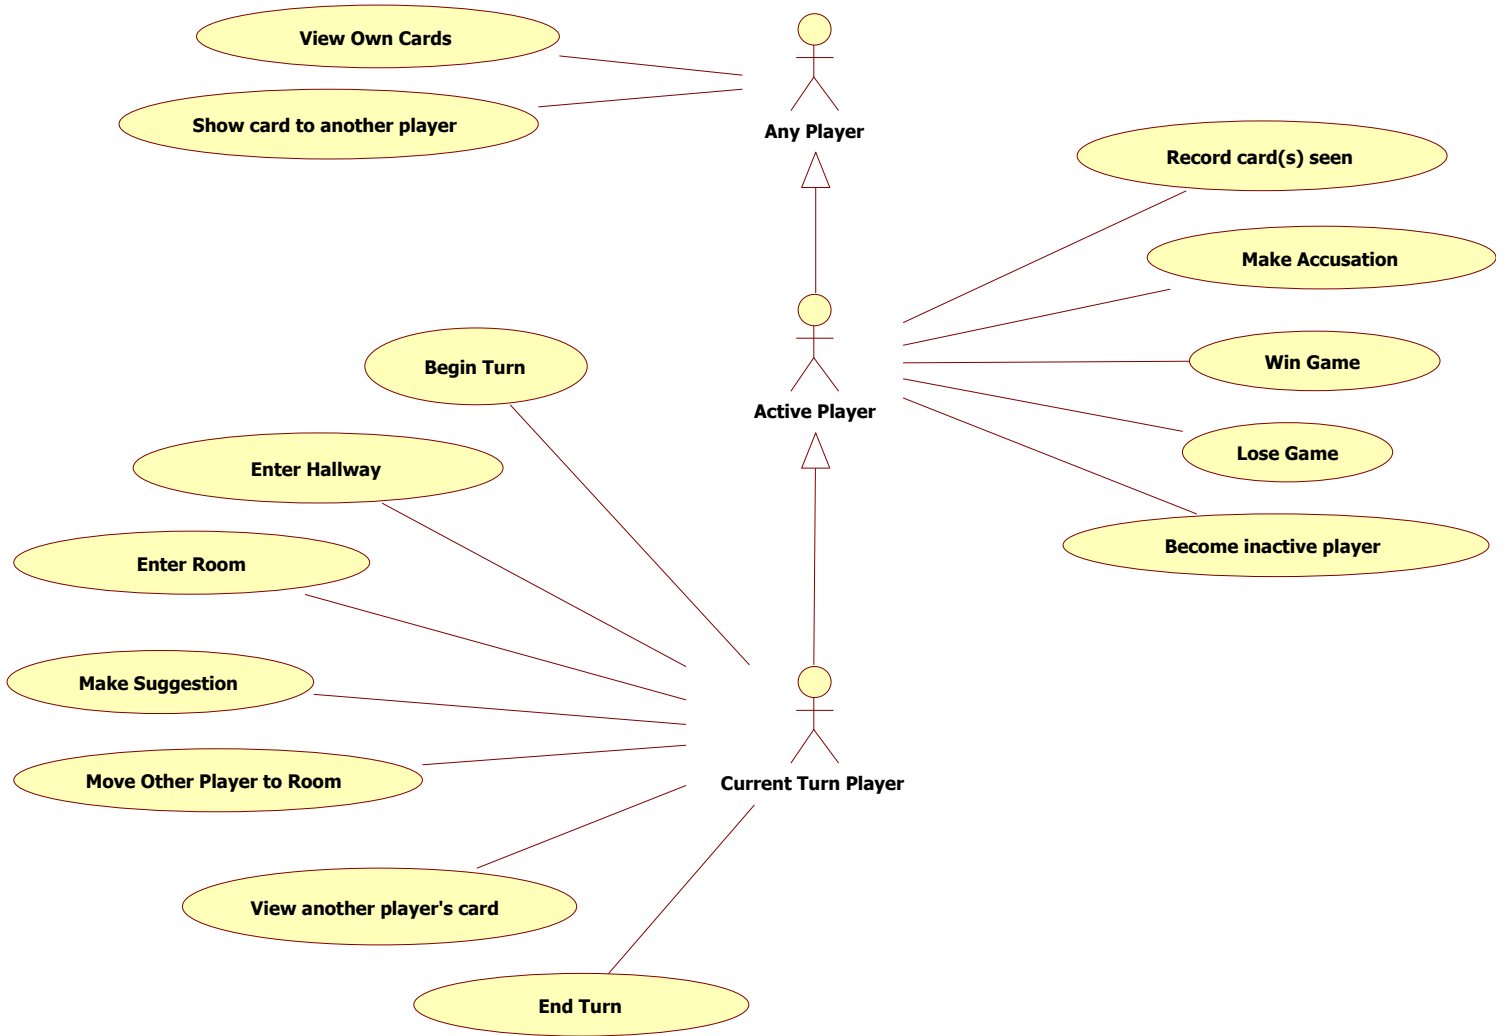 View Own Cards
Show card to another player
Any Player
Record card(s) seen
Make Accusation
Win Game
Lose Game
Become inactive player
Active Player
Begin Turn
Enter Hallway
Enter Room
Make Suggestion
Move Other Player to Room
View another player's card
End Turn
Current Turn Player